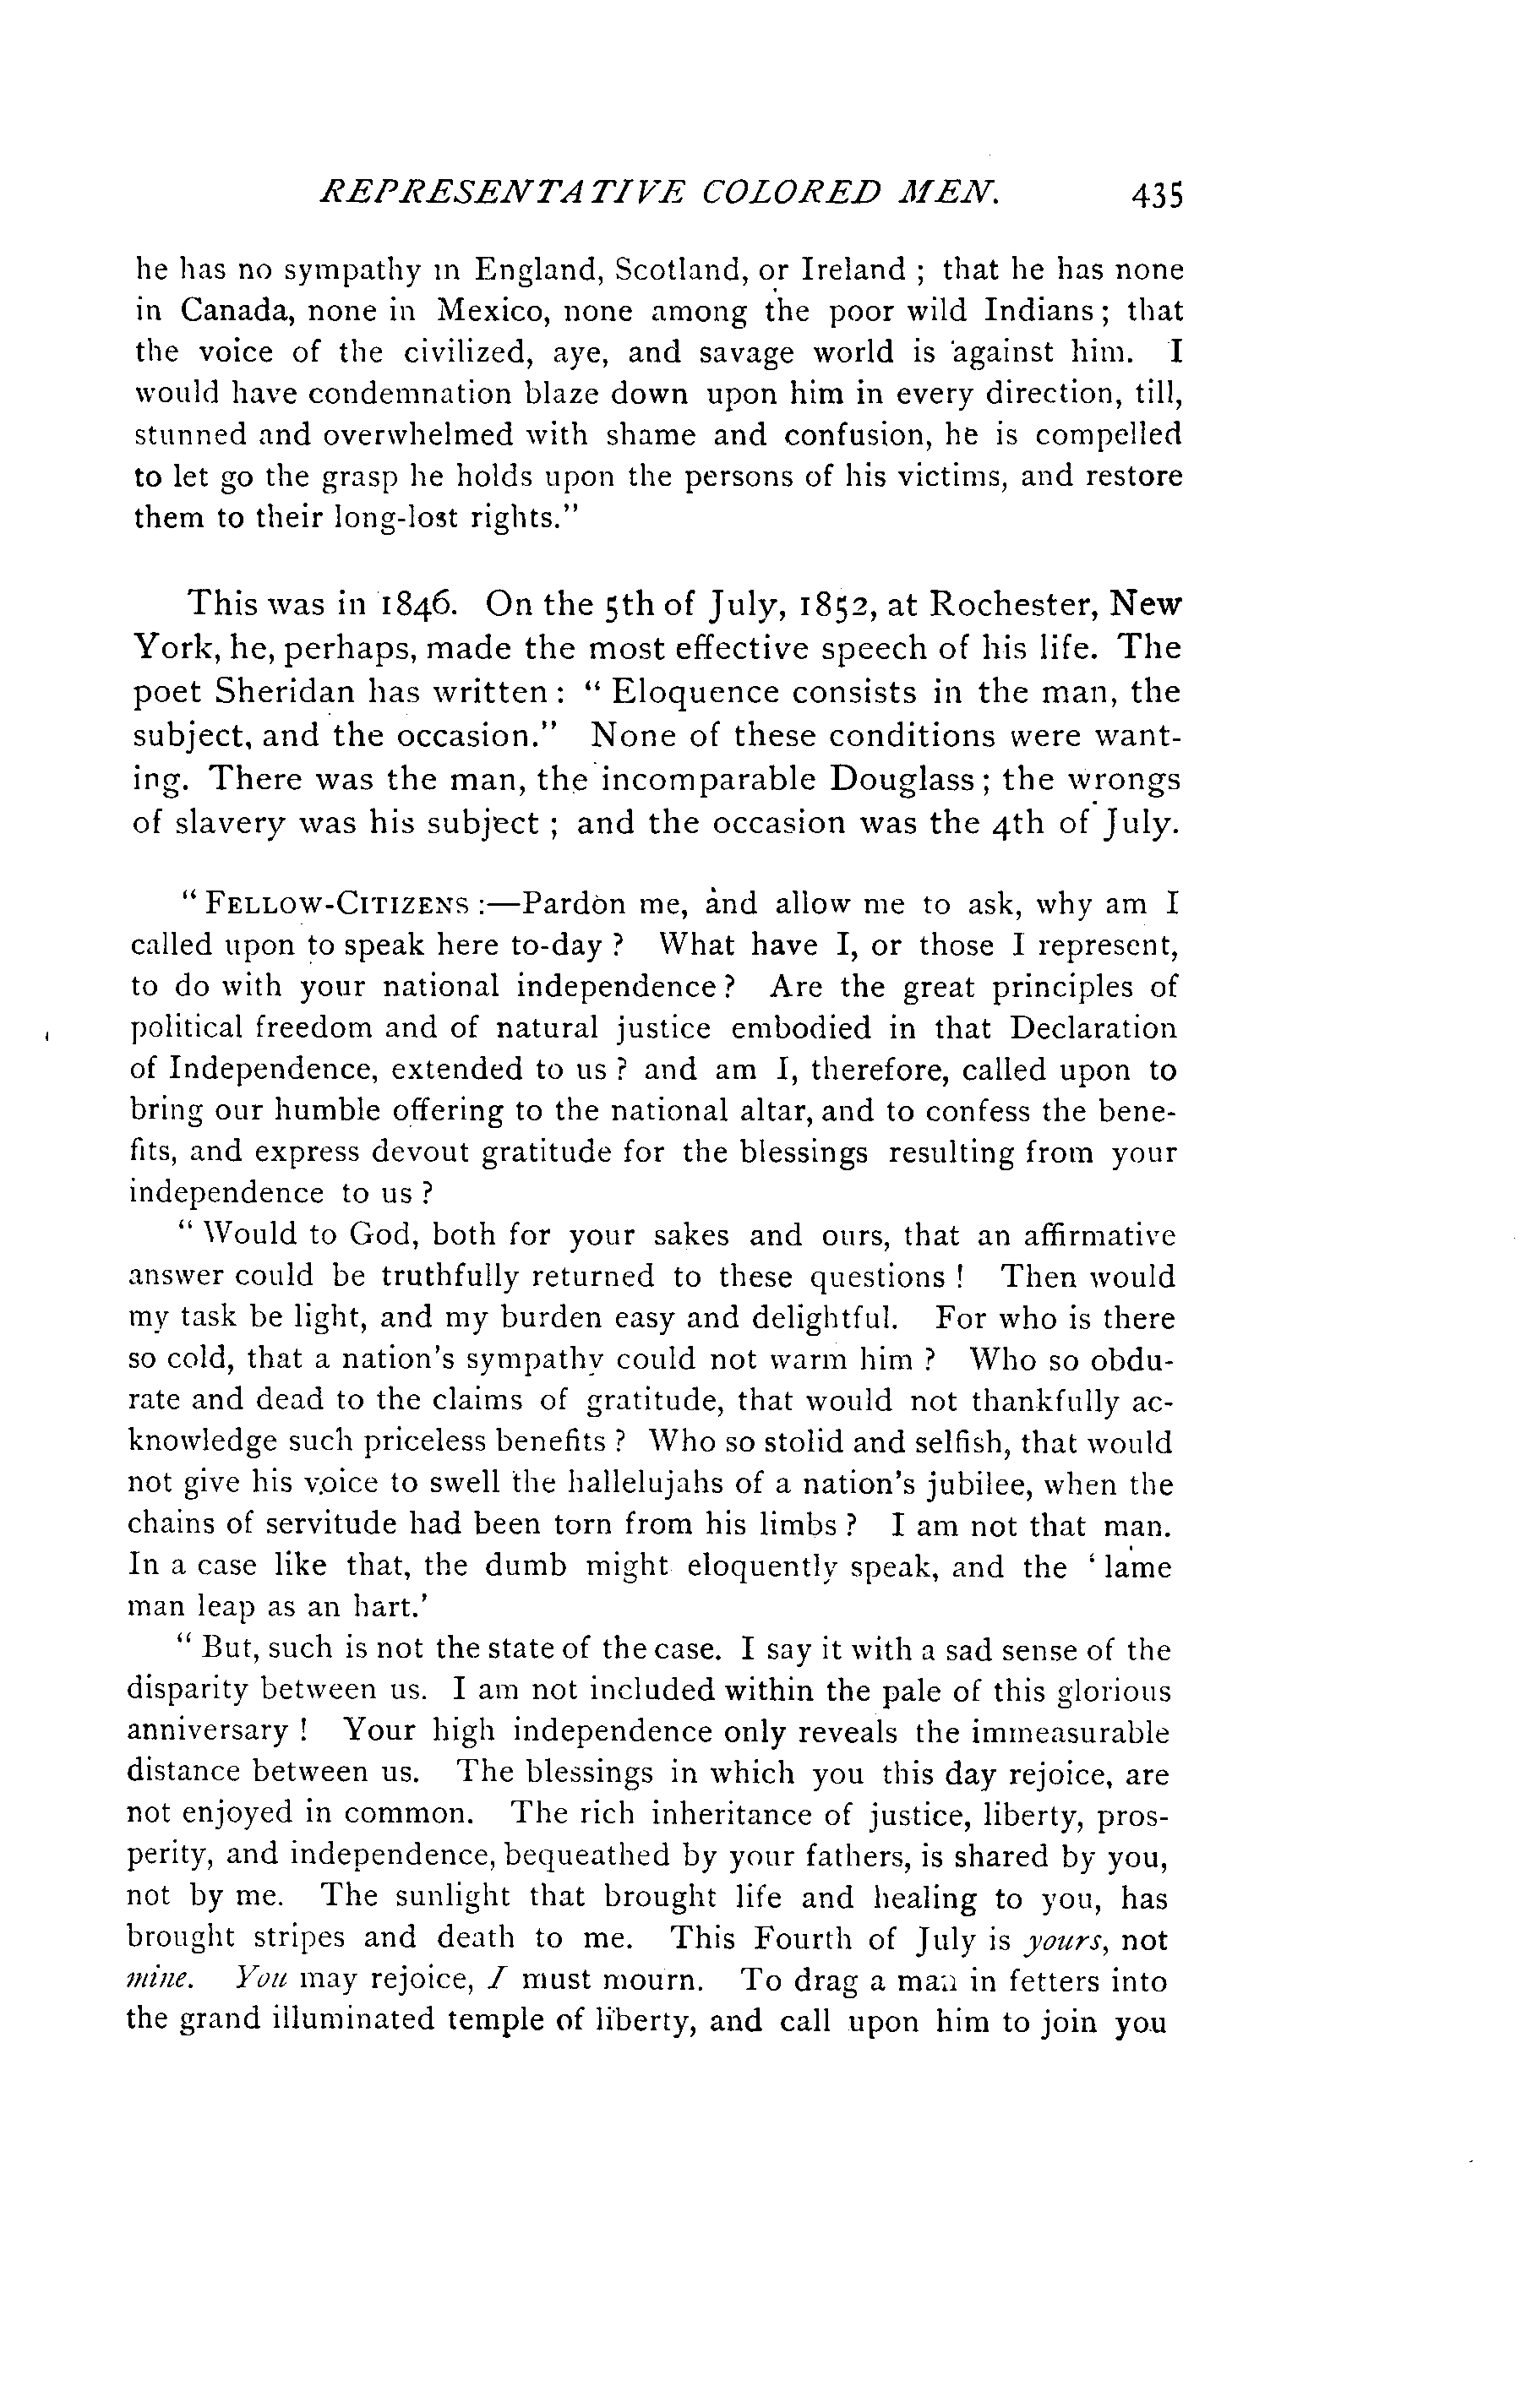 REPRESENTATIVE COLORED MEN. 435
he has no sympathy in England, Scotland, or Ireland ; that he has none
in Canada, none in Mexico, none among the poor wild Indians ; that
the voice of the civilized, aye, and savage world is against him. I
would have condemnation blaze down upon him in every direction, till,
stunned and overwhelmed with shame and confusion, he is compelled
to let go the grasp he holds upon the persons of his victims, and restore
them to their long-lost rights."
This was in 1846. On the 5th of July, 1852, at Rochester, New
York, he, perhaps, made the most effective speech of his life. The
poet Sheridan has written : " Eloquence consists in the man, the
subject, and the occasion." None of these conditions were want-
ing. There was the man, the incomparable Douglass ; the wrongs
of slavery was his subject ; and the occasion was the 4th of July.
" FELLOW-CITIZENS :—Pardon me, and allow me to ask, why am I
called upon to speak here to-day ? What have I, or those I represent,
to do with your national independence ? Are the great principles of
political freedom and of natural justice embodied in that Declaration
of Independence, extended to us ? and am I, therefore, called upon to
bring our humble offering to the national altar, and to confess the bene-
fits, and express devout gratitude for the blessings resulting from your
independence to us ?
" Would to God, both for your sakes and ours, that an affirmative
answer could be truthfully returned to these questions ! Then would
my task be light, and my burden easy and delightful. For who is there
so cold, that a nation's sympathy could not warm him ? Who so obdu-
rate and dead to the claims of gratitude, that would not thankfully ac-
knowledge such priceless benefits ? Who so stolid and selfish, that would
not give his voice to swell the hallelujahs of a nation's jubilee, when the
chains of servitude had been torn from his limbs ? I am not that man.
In a case like that, the dumb might eloquently speak, and the ' lame
man leap as an hart.'
" But, such is not the state of the case. I say it with a sad sense of the
disparity between us. I am not included within the pale of this glorious
anniversary ! Your high independence only reveals the immeasurable
distance between us. The blessings in which you this day rejoice, are
not enjoyed in common. The rich inheritance of justice, liberty, pros-
perity, and independence, bequeathed by your fathers, is shared by you,
not by me. The sunlight that brought life and healing to you, has
brought stripes and death to me. This Fourth of July is yours, not
mine. You may rejoice, I must mourn. To drag a man in fetters into
the grand illuminated temple of liberty, and call upon him to join you